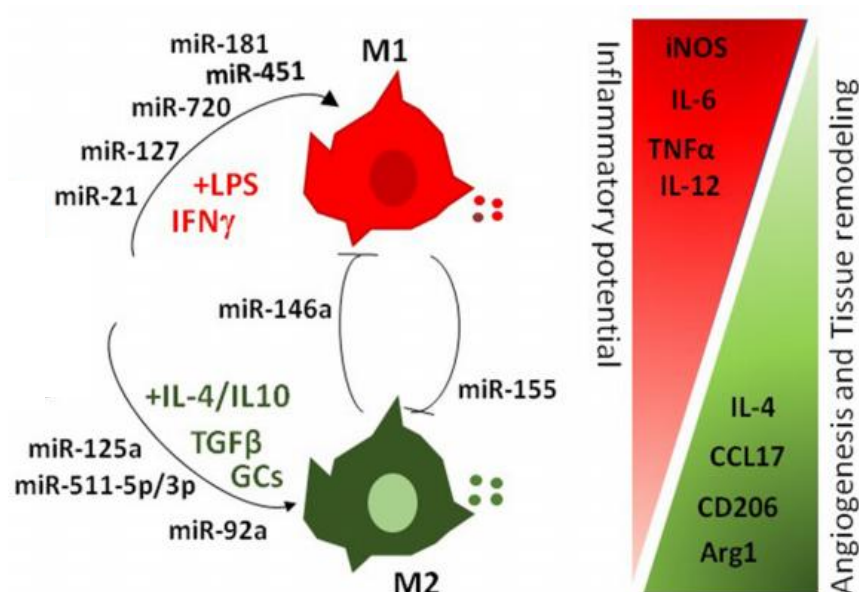 miR-181
miR-451
miR-720
miR-127
miR-21
+LPS
IFNγ
M1
miR-146a
miR-155
+IL-4/IL10
TGFβ
GCs
miR-125a
miR-511-5p/3p
miR-92a
M2
Inflammatory potential
iNOS
IL-6
TNFα
IL-12
IL-4
CCL17
CD206
Arg1
Angiogenesis and Tissue remodeling